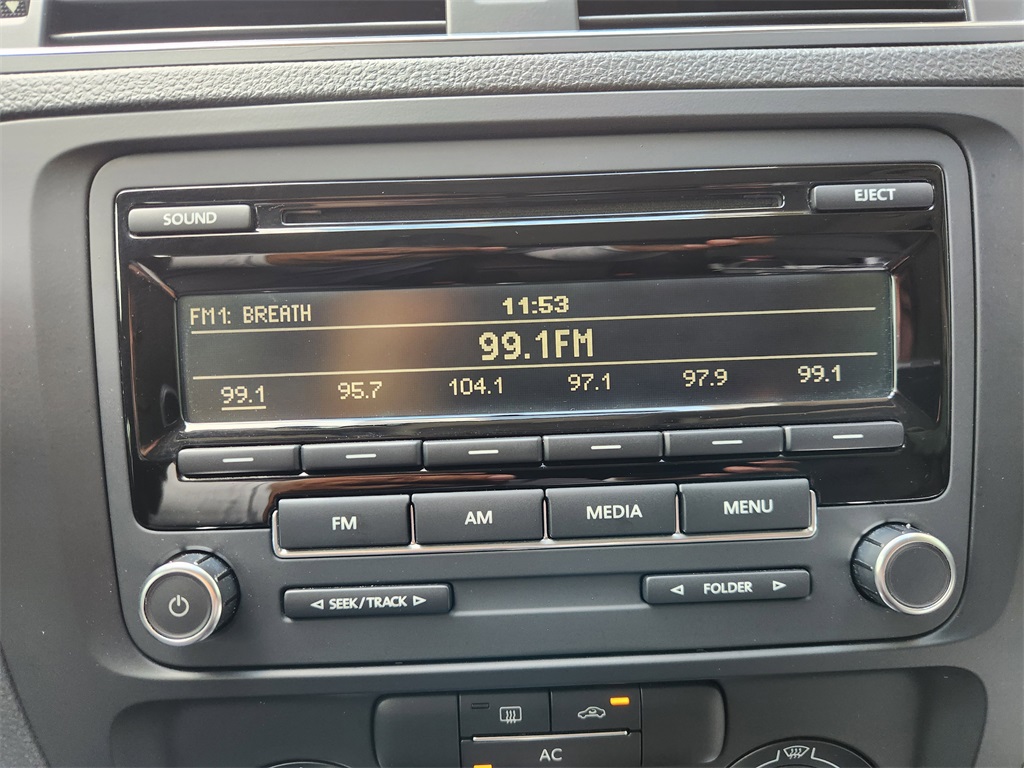 SOUND EJECT
FM1: BREATH 11:53
99.1FM
99.1 95.7 104.1 97.1 97.9 99.1
FM AM MEDIA MENU
SEEK/TRACK FOLDER
AC